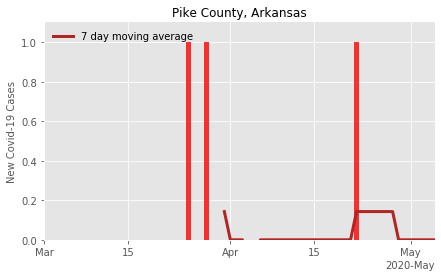 Pike County, Arkansas
7 day moving average
New Covid-19 Cases
1.0
0.8
0.6
0.4
0.2
0.0
Mar 15 Apr 15 May
2020-May